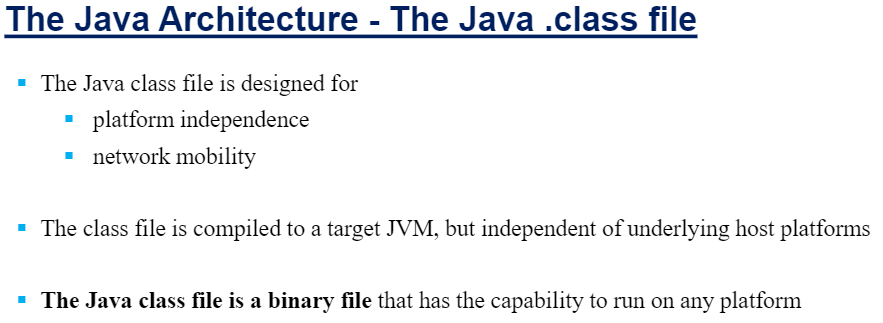 The Java Architecture - The Java .class file
▪ The Java class file is designed for
▪ platform independence
▪ network mobility
▪ The class file is compiled to a target JVM, but independent of underlying host platforms
▪ The Java class file is a binary file that has the capability to run on any platform